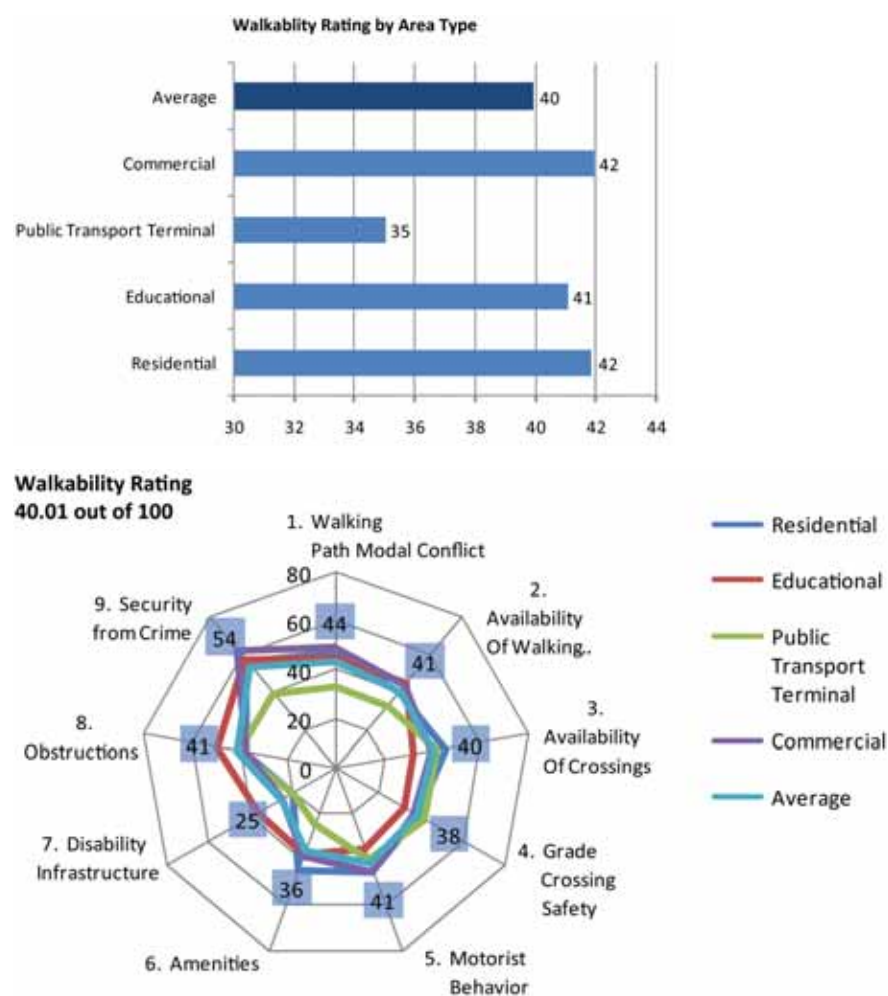 Walkablity Rating by Area Type
Average
40
Commercial
42
Public Transport Terminal
35
Educational
41
Residential
42
30 32 34 36 38 40 42 44
Walkability Rating
40.01 out of 100
1. Walking
Path Modal Conflict
2.
Availability
Of Walking..
3.
Availability
Of Crossings
4. Grade
Crossing
Safety
5. Motorist
Behavior
6. Amenities
7. Disability
Infrastructure
8.
Obstructions
9. Security
from Crime
80
60
40
20
0
44
41
40
38
41
36
25
41
54
Residential
Educational
Public
Transport
Terminal
Commercial
Average